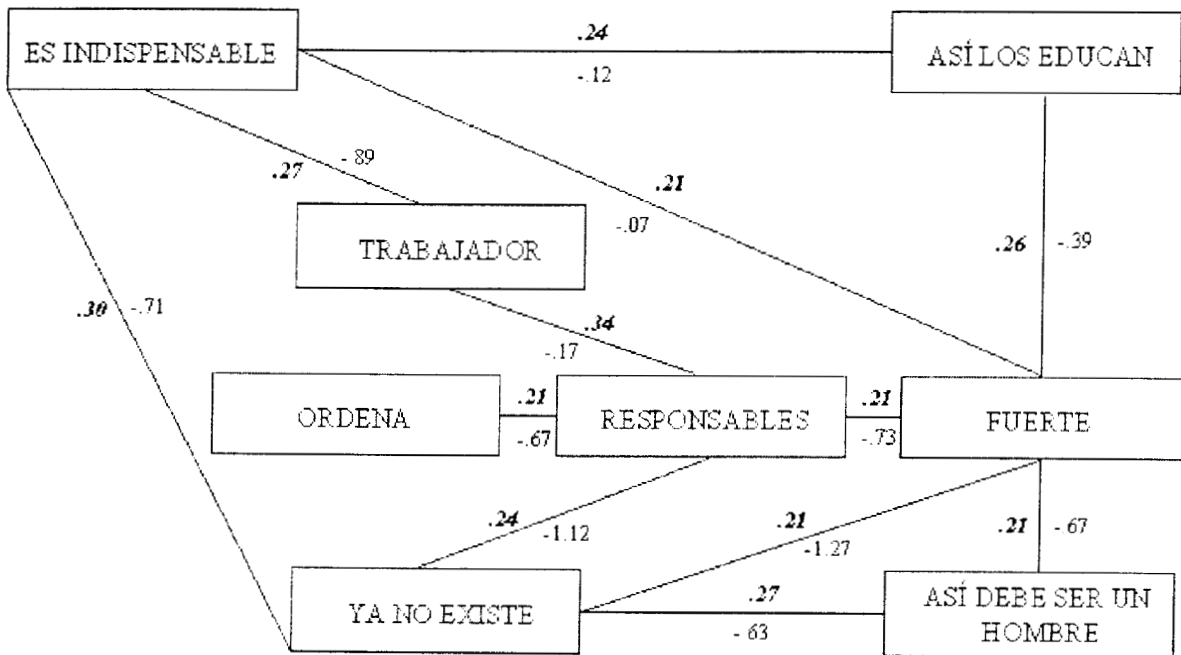 ES INDISPENSABLE
.24
-.12
ASÍ LOS EDUCAN
.27
-.89
.21
-.07
.26
-.39
TRABAJADOR
.30
-.71
.34
-.17
ORDENA
.21
-.67
RESPONSABLES
.21
-.73
FUERTE
.24
-1.12
.21
-1.27
.21
-.67
YA NO EXISTE
.27
-.63
ASÍ DEBE SER UN
HOMBRE